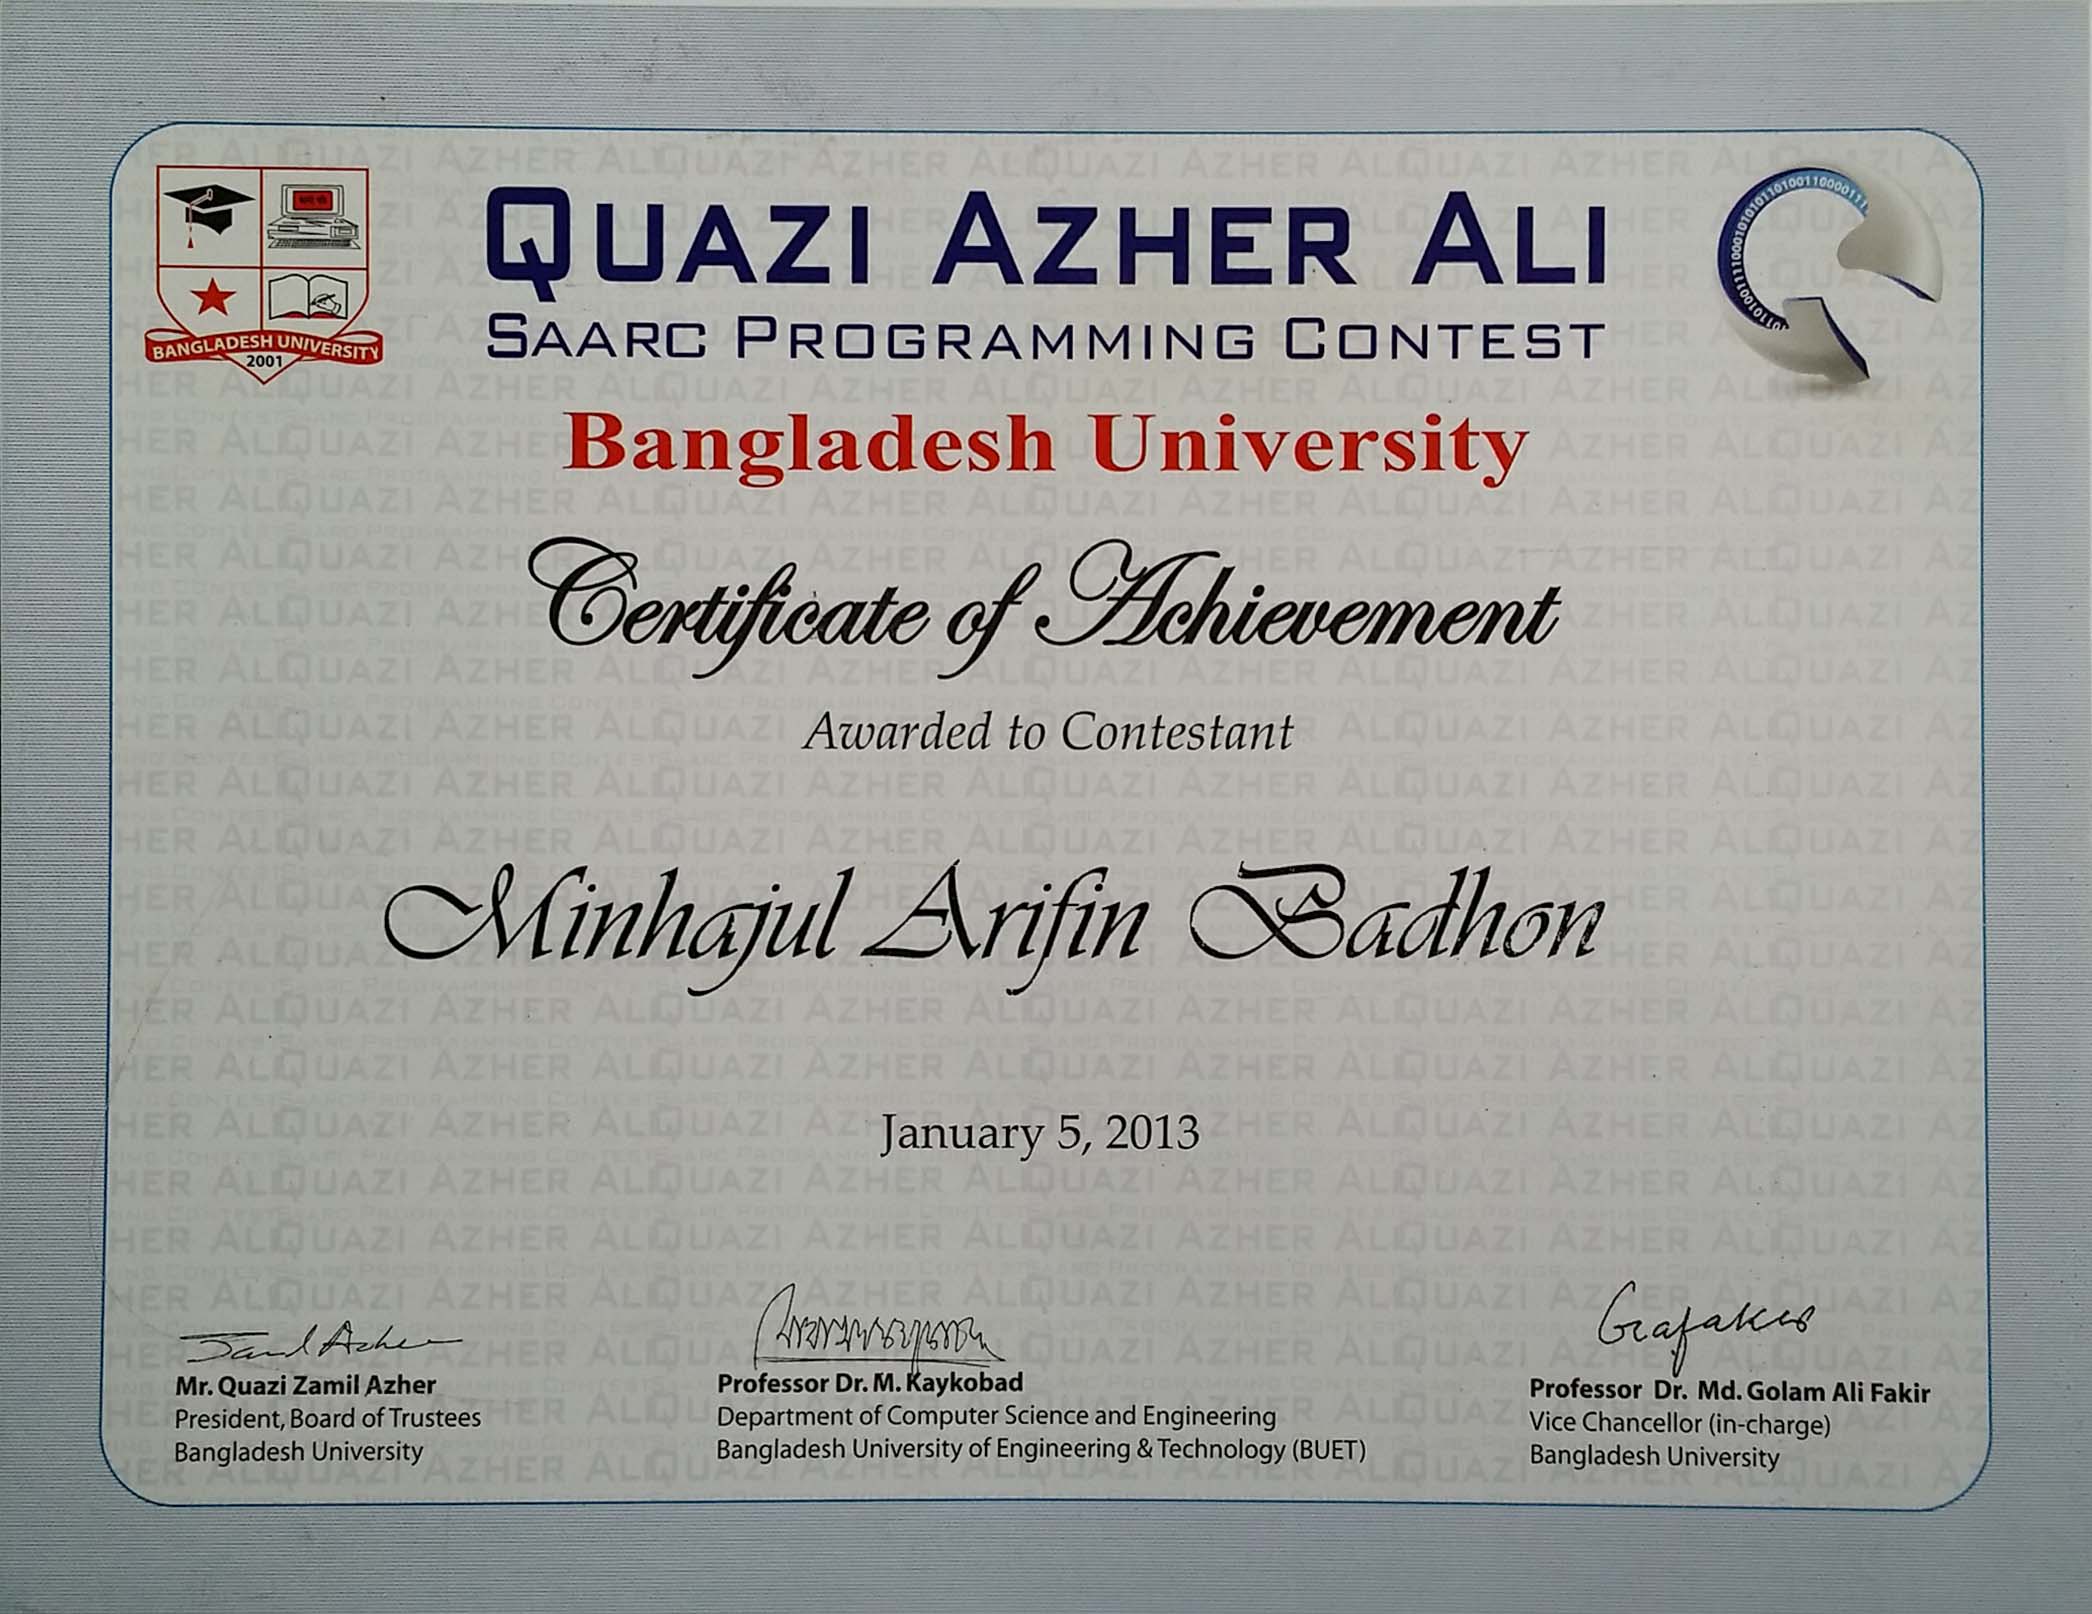 QUAZI AZHER ALI
SAARC PROGRAMMING CONTEST
BANGLADESH UNIVERSITY
2001
Bangladesh University
Certificate of Achievement
Awarded to Contestant
Minhajul Arifin Badhon
January 5, 2013
Mr. Quazi Zamil Azher
President, Board of Trustees
Bangladesh University
Professor Dr. M. Kaykobad
Department of Computer Science and Engineering
Bangladesh University of Engineering & Technology (BUET)
Professor Dr. Md. Golam Ali Fakir
Vice Chancellor (in-charge)
Bangladesh University